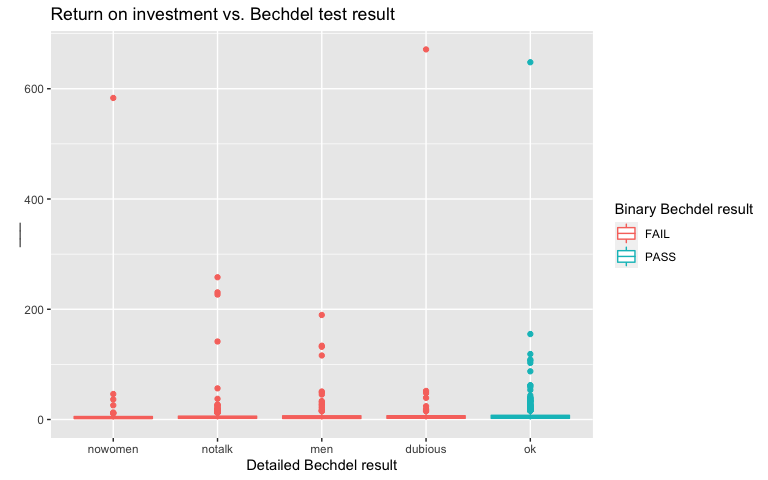 Return on investment vs. Bechdel test result
600
400
200
0
nowomen
notalk
men
dubious
ok
Detailed Bechdel result
Binary Bechdel result
FAIL
PASS